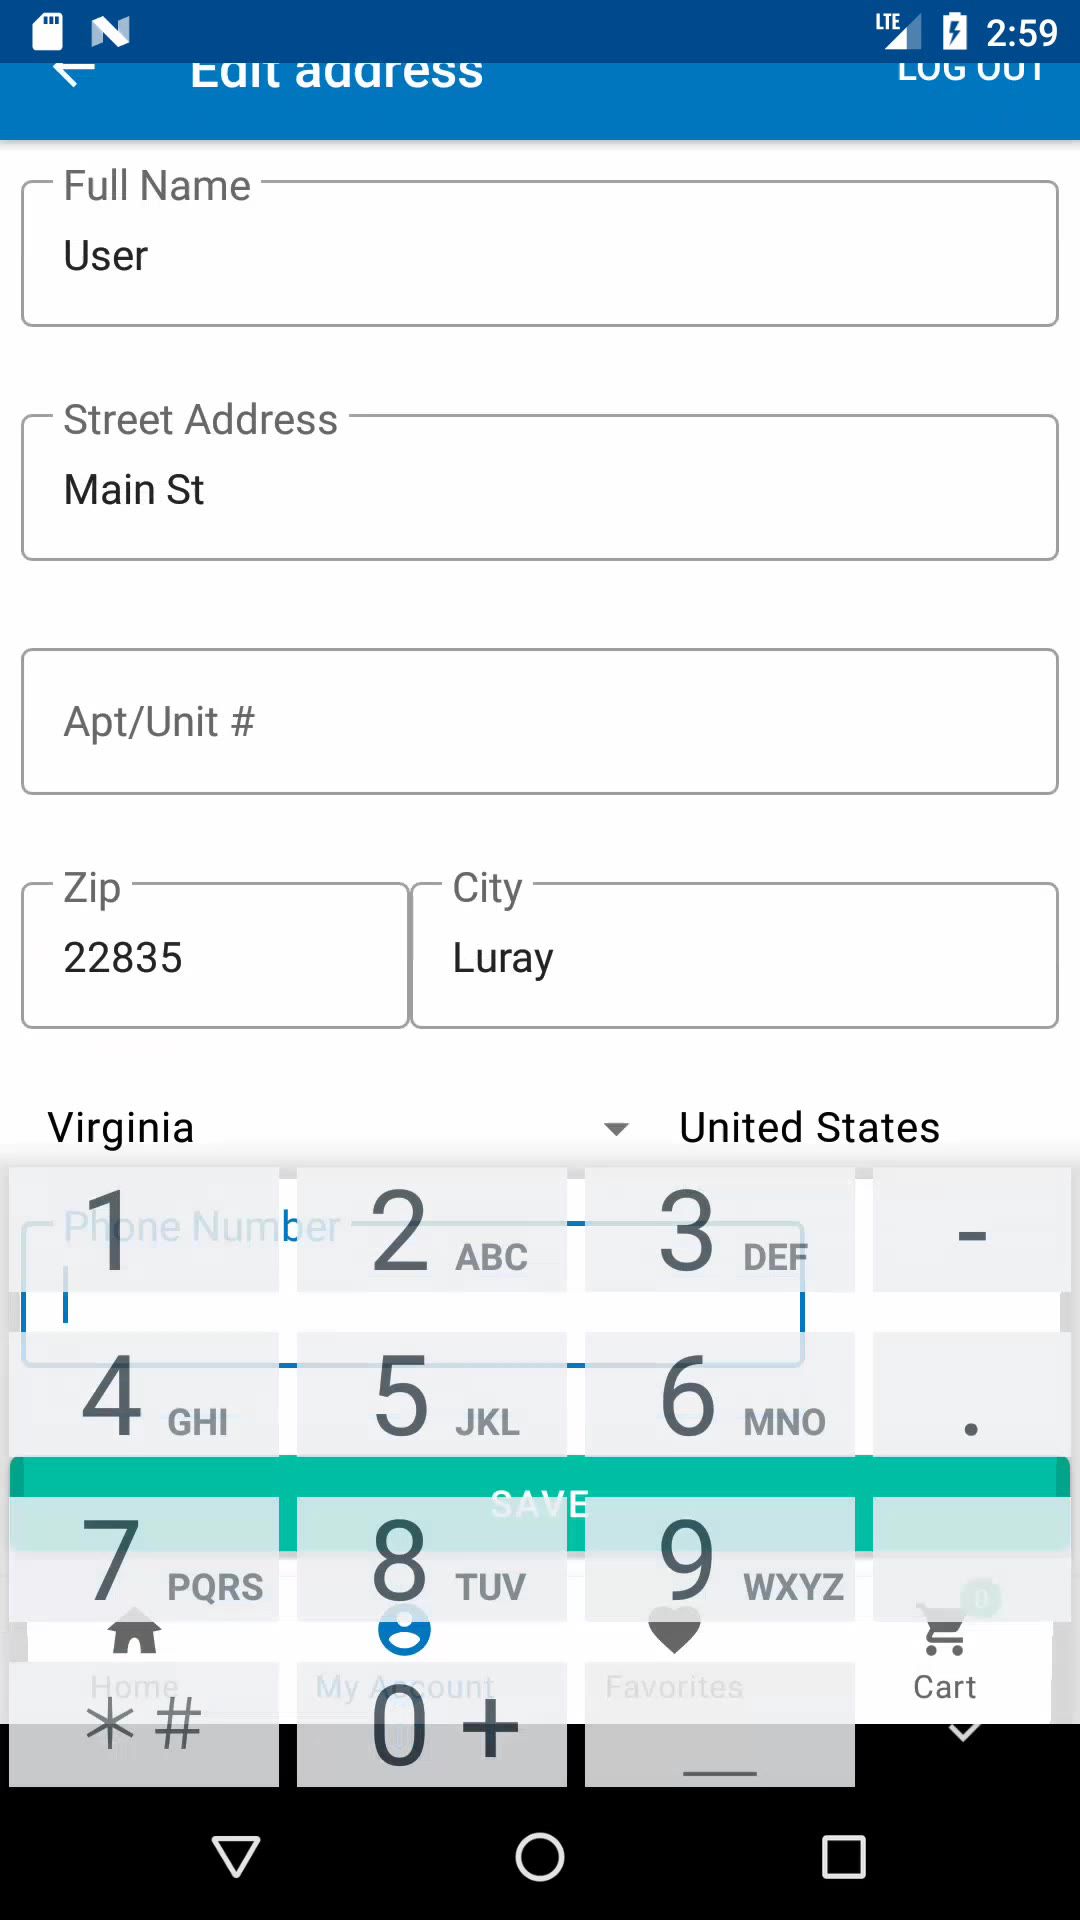 LTE 2:59
Edit address LOG OUT
Full Name
User
Street Address
Main St
Apt/Unit #
Zip City
22835 Luray
Virginia United States
Phone Number
1 2 ABC 3 DEF -
4 GHI 5 JKL 6 MNO .
SAVE
7 PQRS 8 TUV 9 WXYZ
0
Home My Account Favorites Cart
*# 0 +